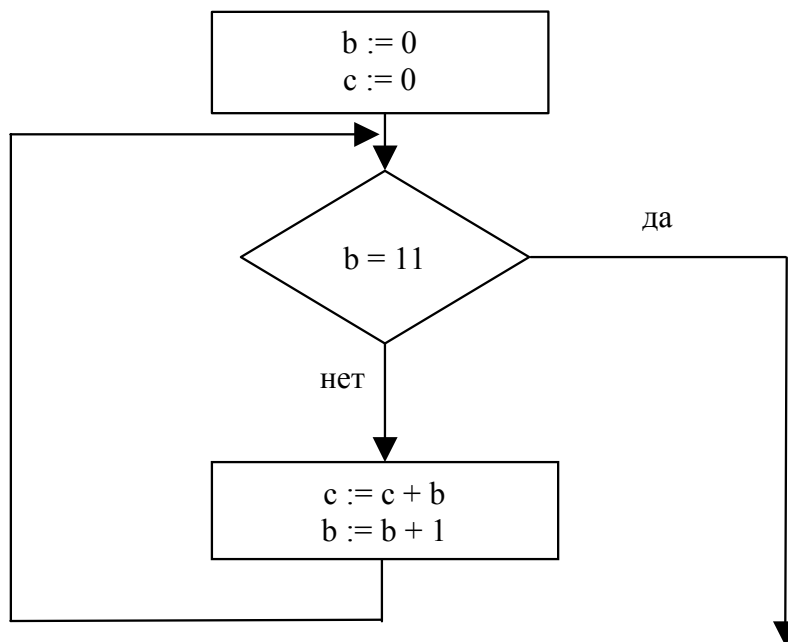 b := 0
c := 0
да
b = 11
нет
c := c + b
b := b + 1